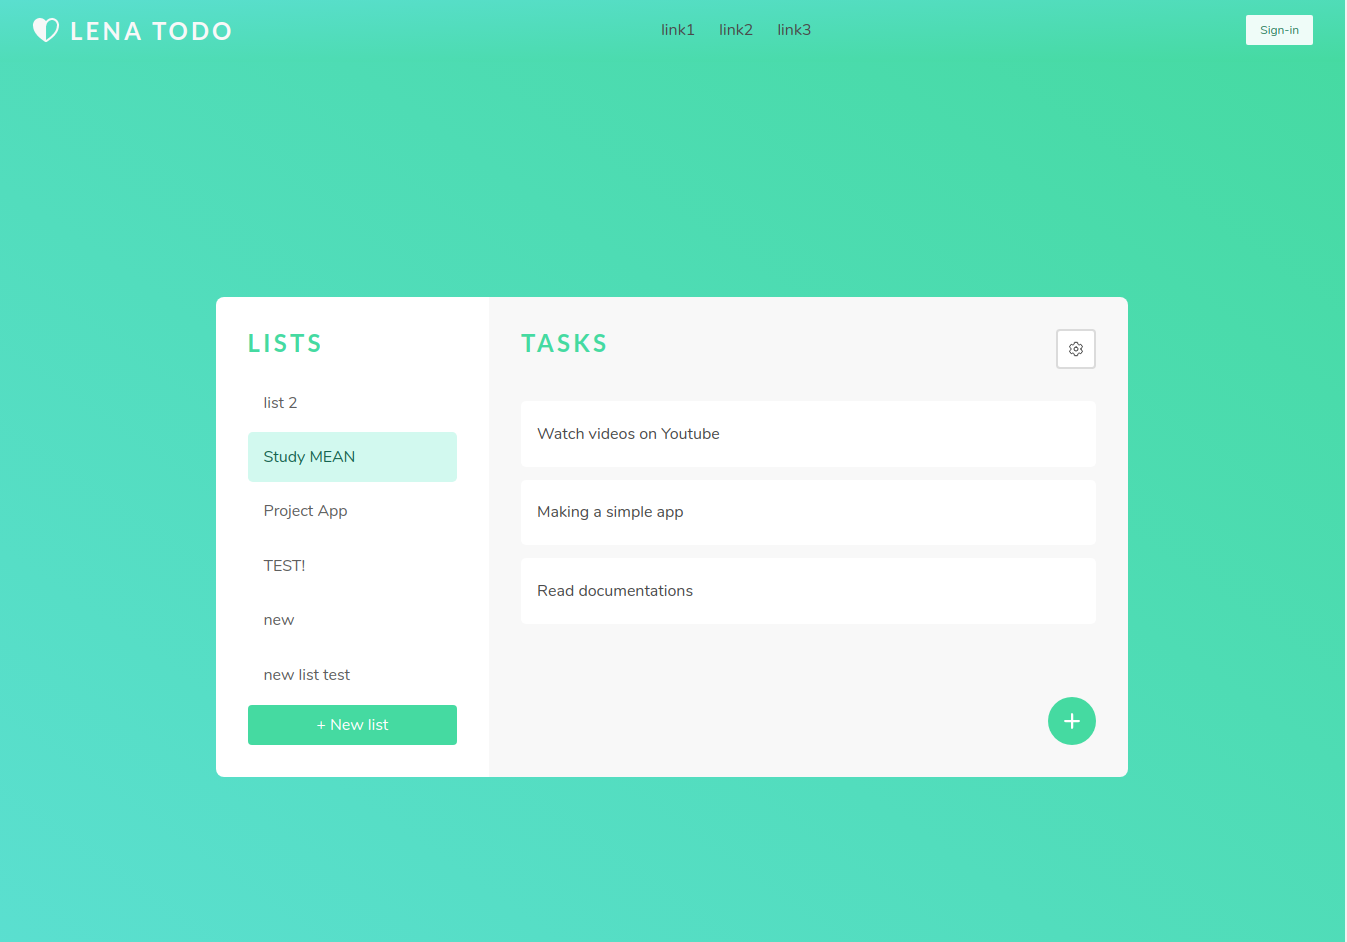 LENA TODO
link1 link2 link3
Sign-in
LISTS
list 2
Study MEAN
Project App
TEST!
new
new list test
+ New list
TASKS
Watch videos on Youtube
Making a simple app
Read documentations
+